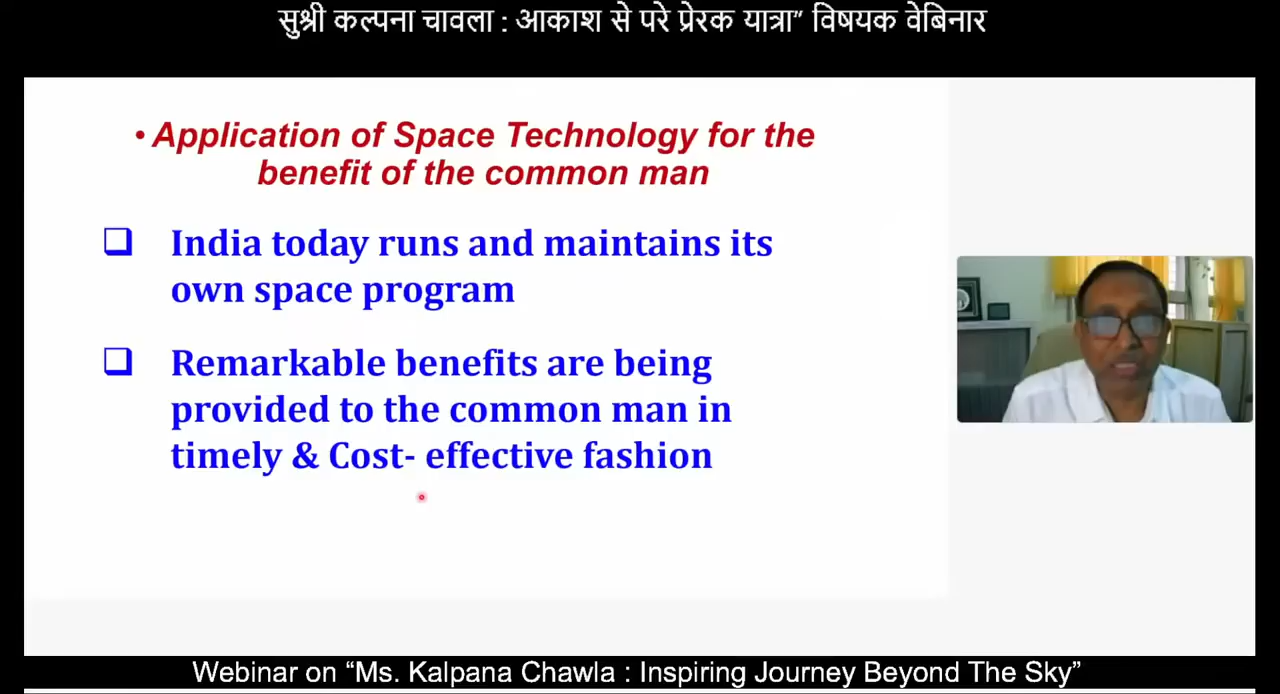 सुश्री कल्पना चावला : आकाश से परे प्रेरक यात्रा” विषयक वेबिनार
• Application of Space Technology for the
benefit of the common man
❑ India today runs and maintains its
own space program
❑ Remarkable benefits are being
provided to the common man in
timely & Cost- effective fashion
Webinar on “Ms. Kalpana Chawla : Inspiring Journey Beyond The Sky”